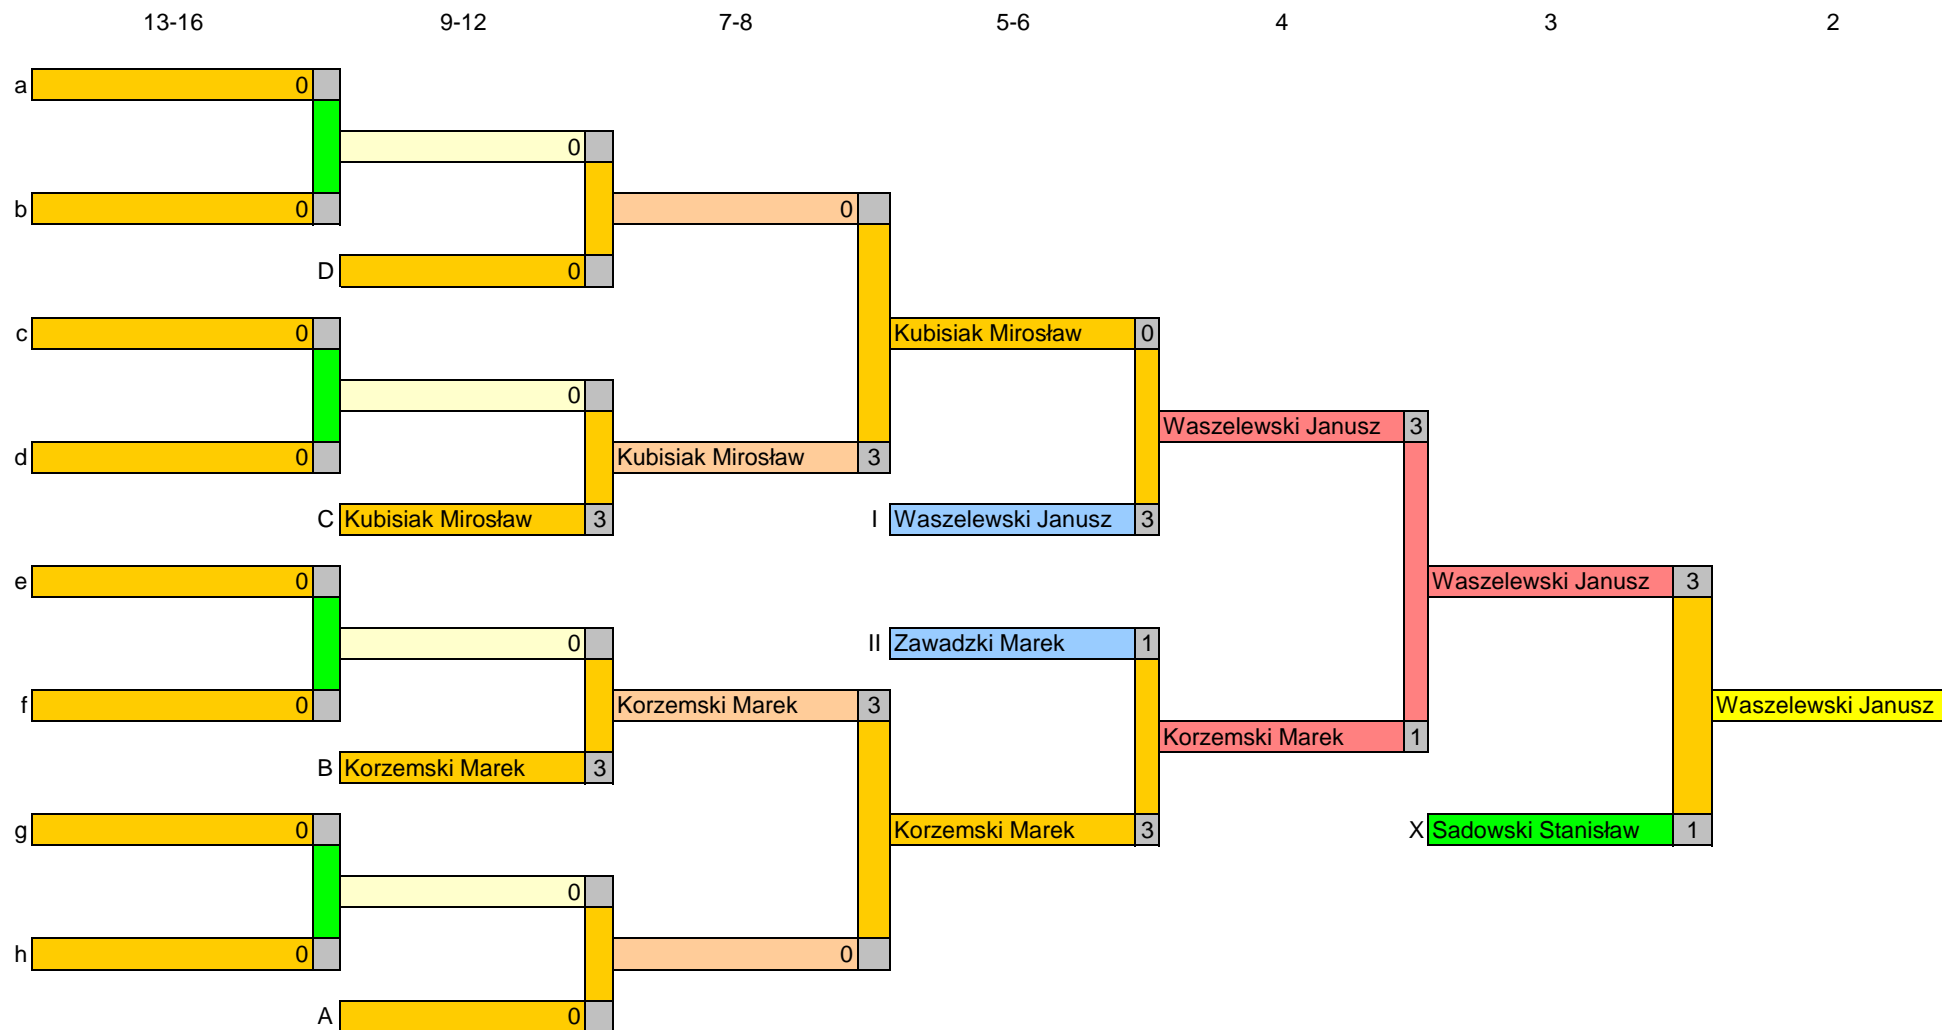 13-16 9-12 7-8 5-6 4 3 2
a 0
0
b 0 0
D 0
c 0 Kubisiak Mirosław 0
0
Waszelewski Janusz 3
d 0 Kubisiak Mirosław 3
C Kubisiak Mirosław 3 I Waszelewski Janusz 3
e 0 Waszelewski Janusz 3
0 II Zawadzki Marek 1
f 0 Korzemski Marek 3 Waszelewski Janusz
Korzemski Marek 1
B Korzemski Marek 3
g 0 Korzemski Marek 3 X Sadowski Stanisław 1
0
h 0 0
A 0